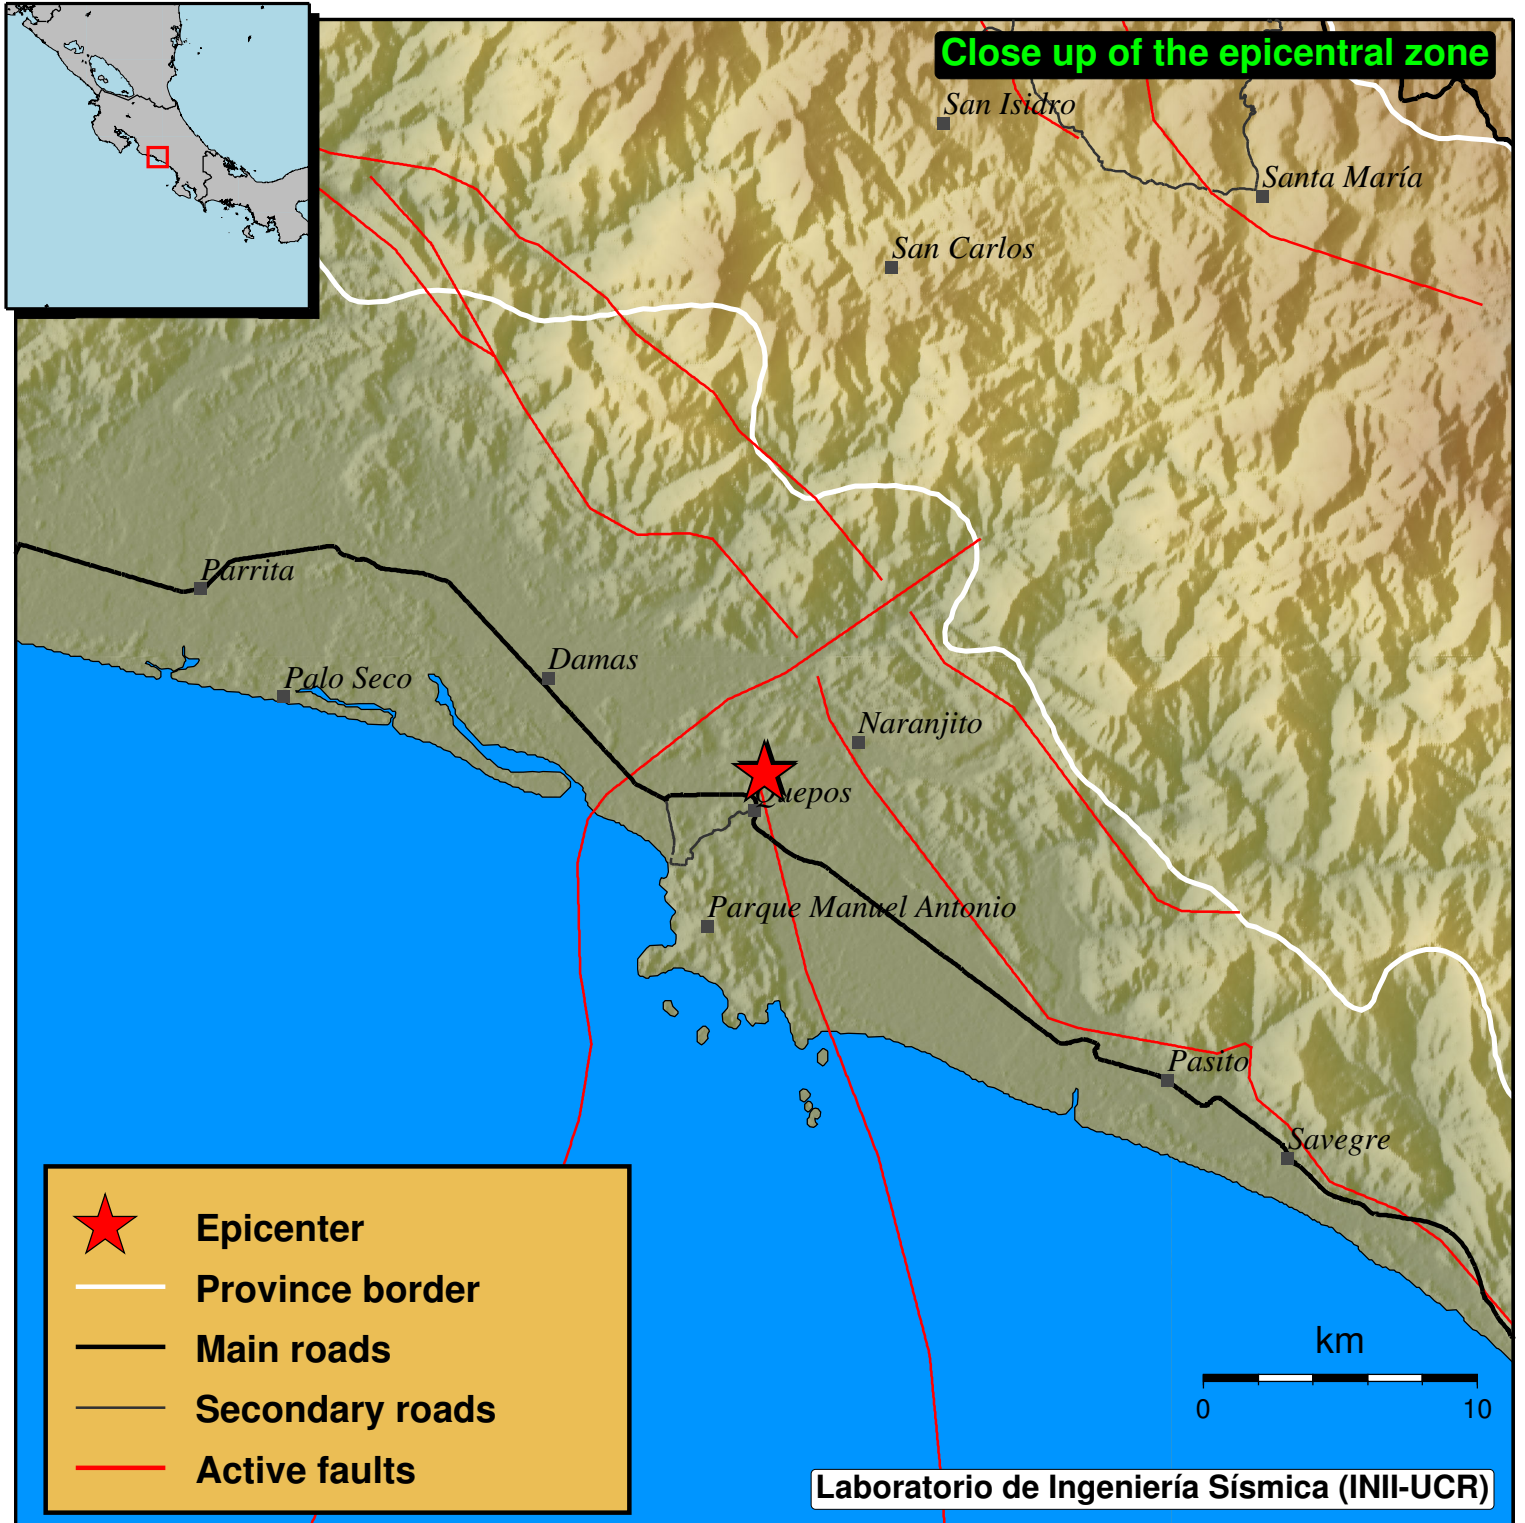 Close up of the epicentral zone
San Isidro
Santa María
San Carlos
Parrita
Damas
Palo Seco
Naranjito
Quepos
Parque Manuel Antonio
Pasito
Savegre
Epicenter
Province border
Main roads
Secondary roads
Active faults
km
0 10
Laboratorio de Ingeniería Sísmica (INII-UCR)